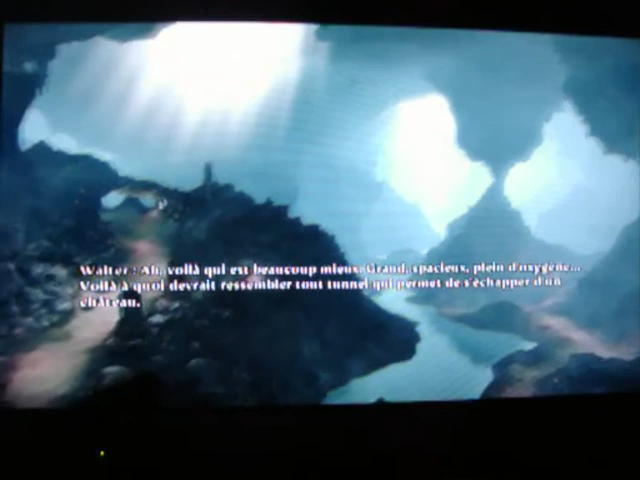 Walter : Ah, voilà qui est beaucoup mieux. Grand, spacieux, plein d'oxygène...
Voilà à quoi devrait ressembler tout tunnel qui permet de s'échapper d'un
château.